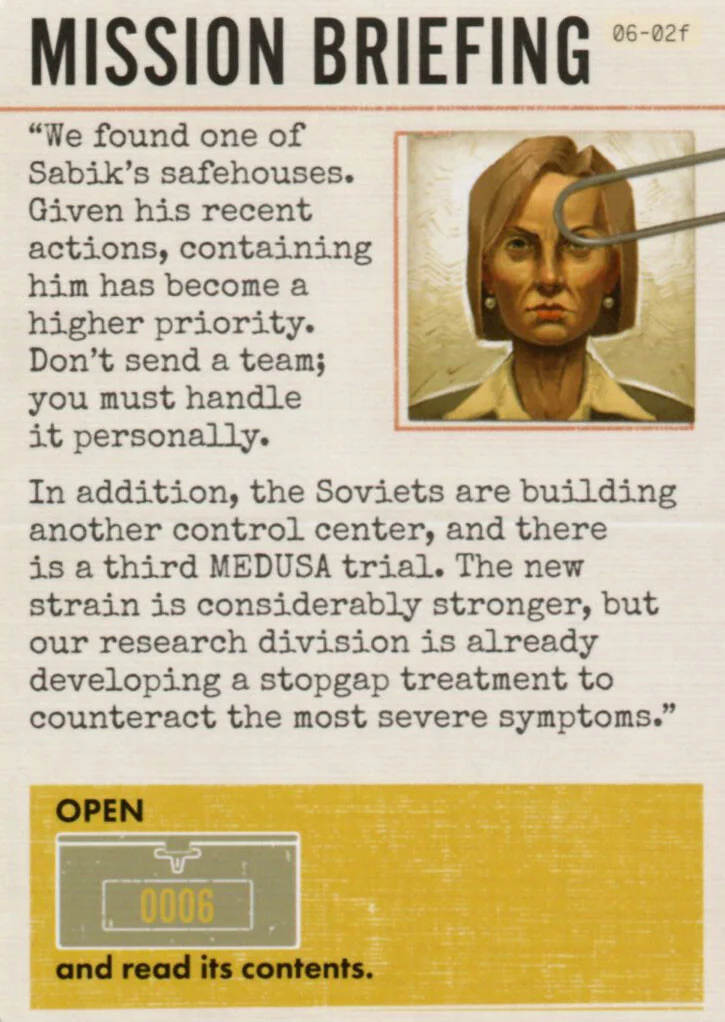 MISSION BRIEFING
06-02f
“We found one of
Sabik’s safehouses.
Given his recent
actions, containing
him has become a
higher priority.
Don’t send a team;
you must handle
it personally.
In addition, the Soviets are building
another control center, and there
is a third MEDUSA trial. The new
strain is considerably stronger, but
our research division is already
developing a stopgap treatment to
counteract the most severe symptoms.”
OPEN
0006
and read its contents.